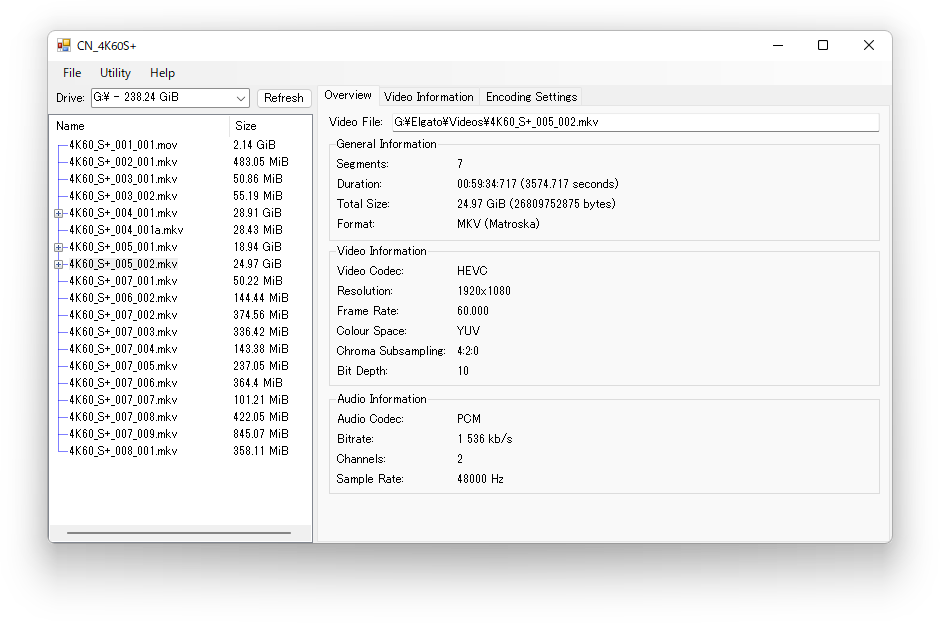 CN_4K60S+
File Utility Help
Drive: G:¥ - 238.24 GiB Refresh
Name Size
4K60_S+_001_001.mov 2.14 GiB
4K60_S+_002_001.mkv 483.05 MiB
4K60_S+_003_001.mkv 50.86 MiB
4K60_S+_003_002.mkv 55.19 MiB
4K60_S+_004_001.mkv 28.91 GiB
4K60_S+_004_001a.mkv 28.43 MiB
4K60_S+_005_001.mkv 18.94 GiB
4K60_S+_005_002.mkv 24.97 GiB
4K60_S+_007_001.mkv 50.22 MiB
4K60_S+_006_002.mkv 144.44 MiB
4K60_S+_007_002.mkv 374.56 MiB
4K60_S+_007_003.mkv 336.42 MiB
4K60_S+_007_004.mkv 143.38 MiB
4K60_S+_007_005.mkv 237.05 MiB
4K60_S+_007_006.mkv 364.4 MiB
4K60_S+_007_007.mkv 101.21 MiB
4K60_S+_007_008.mkv 422.05 MiB
4K60_S+_007_009.mkv 845.07 MiB
4K60_S+_008_001.mkv 358.11 MiB
Overview Video Information Encoding Settings
Video File: G:¥Elgato¥Videos¥4K60_S+_005_002.mkv
General Information
Segments: 7
Duration: 00:59:34:717 (3574.717 seconds)
Total Size: 24.97 GiB (26809752875 bytes)
Format: MKV (Matroska)
Video Information
Video Codec: HEVC
Resolution: 1920x1080
Frame Rate: 60.000
Colour Space: YUV
Chroma Subsampling: 4:2:0
Bit Depth: 10
Audio Information
Audio Codec: PCM
Bitrate: 1 536 kb/s
Channels: 2
Sample Rate: 48000 Hz